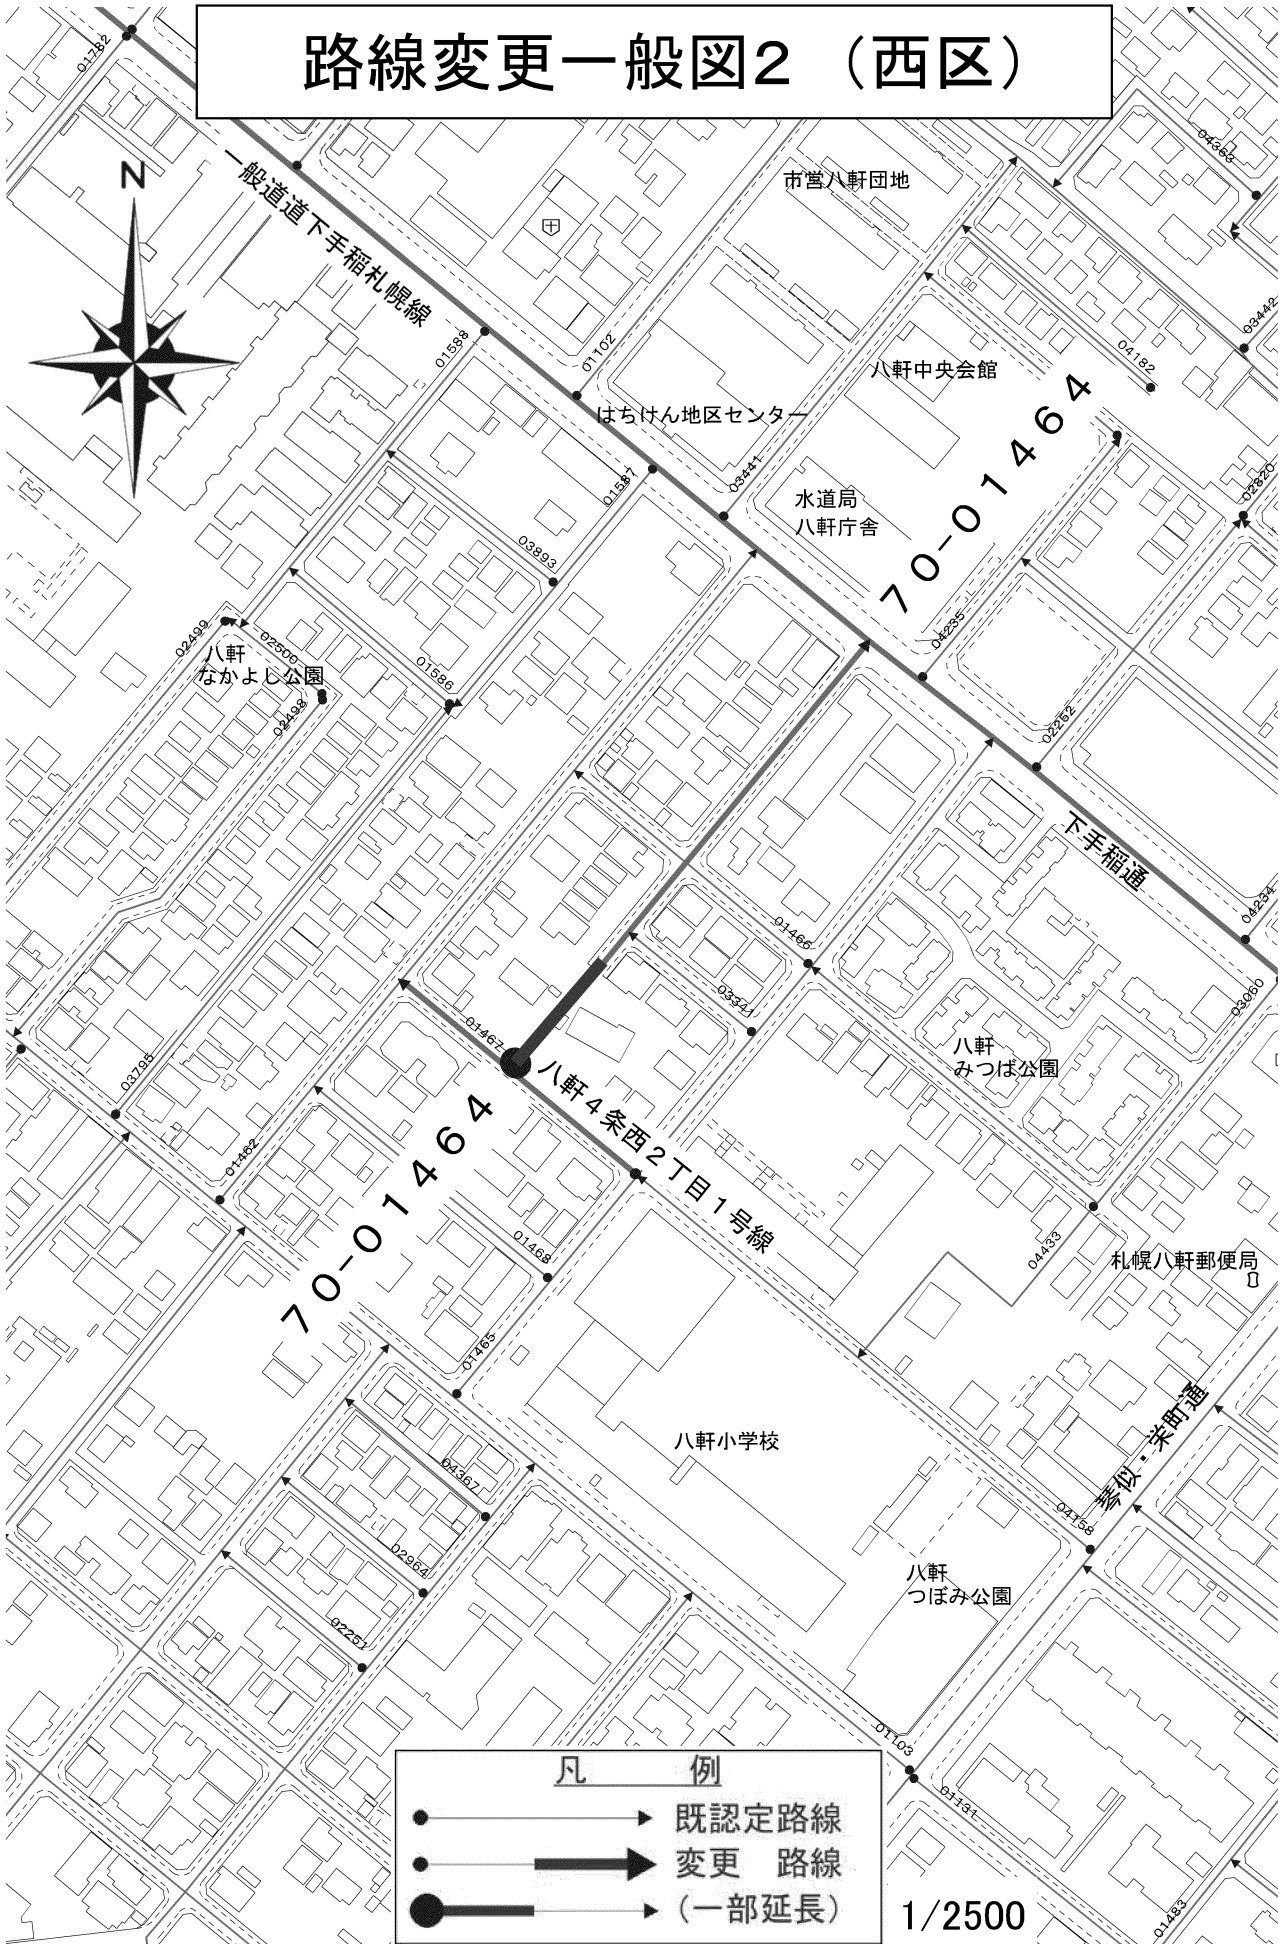 路線変更一般図２（西区）
01782
N
一般道道下手稲札幌線
市営八軒団地
04363
03442
01588
01102
04182
八軒中央会館
はちけん地区センター
70-01464
01587
03441
水道局
八軒庁舎
02820
03893
02499
02500
八軒
なかよし公園
01586
02498
04235
02252
下手稲通
04234
01466
03341
03060
01467
八軒
みつば公園
03795
八軒４条西２丁目１号線
70-01464
01462
01468
04433
札幌八軒郵便局
01465
琴似・栄町通
八軒小学校
04367
04158
02964
八軒
つぼみ公園
02251
01103
01131
凡　例
既認定路線
変更　路線
（一部延長）
1/2500
01483